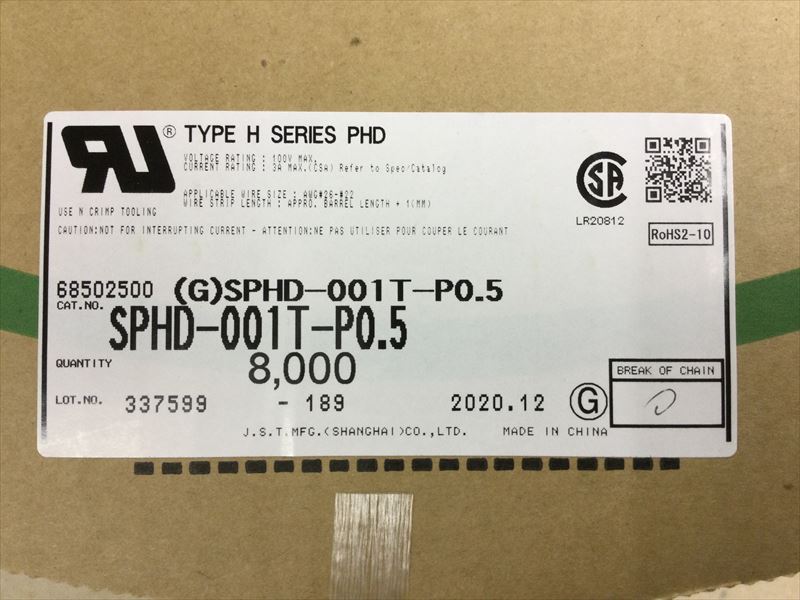 ® TYPE H SERIES PHD
VOLTAGE RATING : 100V MAX.
CURRENT RATING : 3A MAX.(CSA) Refer to Spec/Catalog
APPLICABLE WIRE SIZE : AWG#26-#22
WIRE STRIP LENGTH : APPRO. BARREL LENGTH + 1(MM)
USE N CRIMP TOOLING
CAUTION:NOT FOR INTERRUPTING CURRENT - ATTENTION:NE PAS UTILISER POUR COUPER LE COURANT
SA
LR20812
RoHS2-10
68502500 (G)SPHD-001T-P0.5
CAT.NO. SPHD-001T-P0.5
QUANTITY 8,000
LOT.NO. 337599 - 189 2020.12 G
BREAK OF CHAIN
J.S.T.MFG.(SHANGHAI)CO.,LTD. MADE IN CHINA